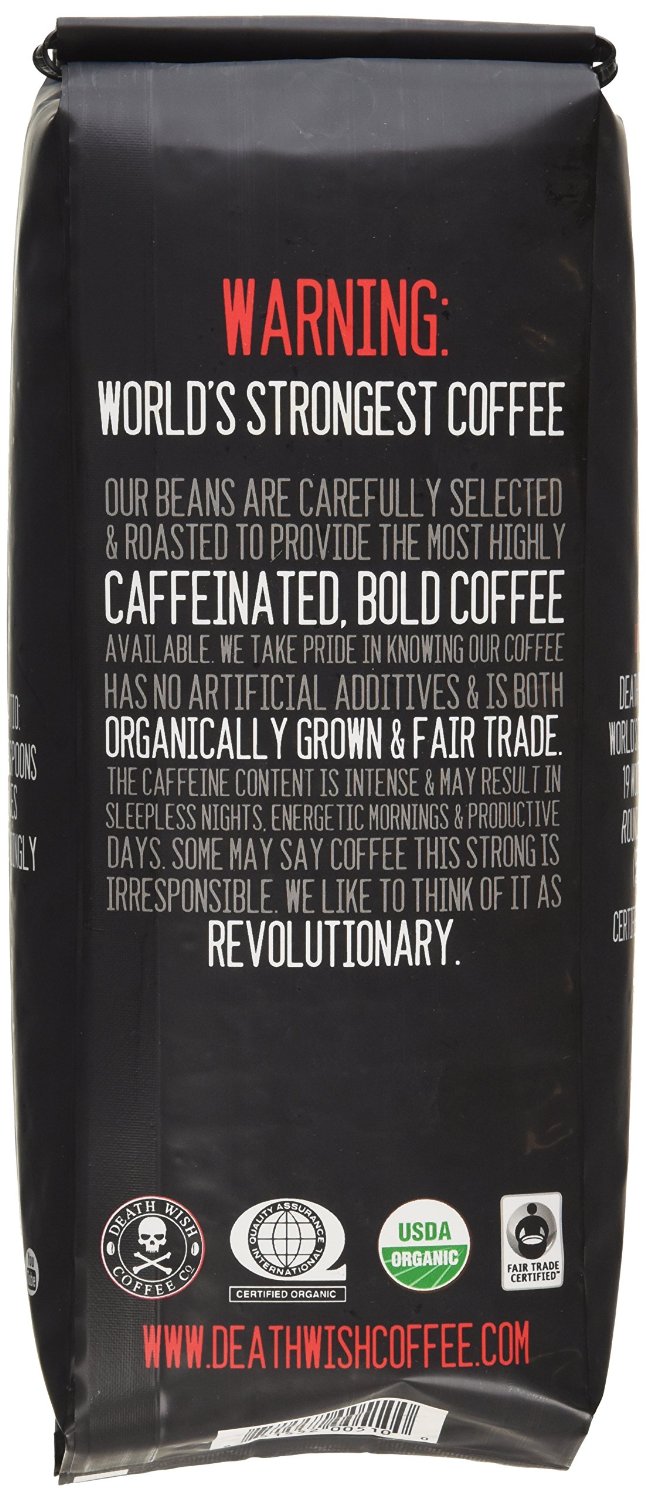 WARNING:
WORLD'S STRONGEST COFFEE
OUR BEANS ARE CAREFULLY SELECTED
& ROASTED TO PROVIDE THE MOST HIGHLY
CAFFEINATED, BOLD COFFEE
AVAILABLE. WE TAKE PRIDE IN KNOWING OUR COFFEE
HAS NO ARTIFICIAL ADDITIVES & IS BOTH
ORGANICALLY GROWN & FAIR TRADE.
THE CAFFEINE CONTENT IS INTENSE & MAY RESULT IN
SLEEPLESS NIGHTS, ENERGETIC MORNINGS & PRODUCTIVE
DAYS. SOME MAY SAY COFFEE THIS STRONG IS
IRRESPONSIBLE. WE LIKE TO THINK OF IT AS
REVOLUTIONARY.
DEATH WISH
COFFEE CO
QUALITY ASSURANCE
INTERNATIONAL
CERTIFIED ORGANIC
USDA
ORGANIC
FAIR TRADE
CERTIFIED™
WWW.DEATHWISHCOFFEE.COM